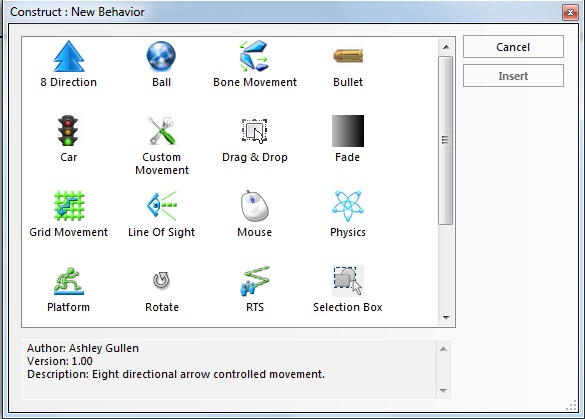 Construct : New Behavior
Cancel
Insert
8 Direction
Ball
Bone Movement
Bullet
Car
Custom
Movement
Drag & Drop
Fade
Grid Movement
Line Of Sight
Mouse
Physics
Platform
Rotate
RTS
Selection Box
Author: Ashley Gullen
Version: 1.00
Description: Eight directional arrow controlled movement.